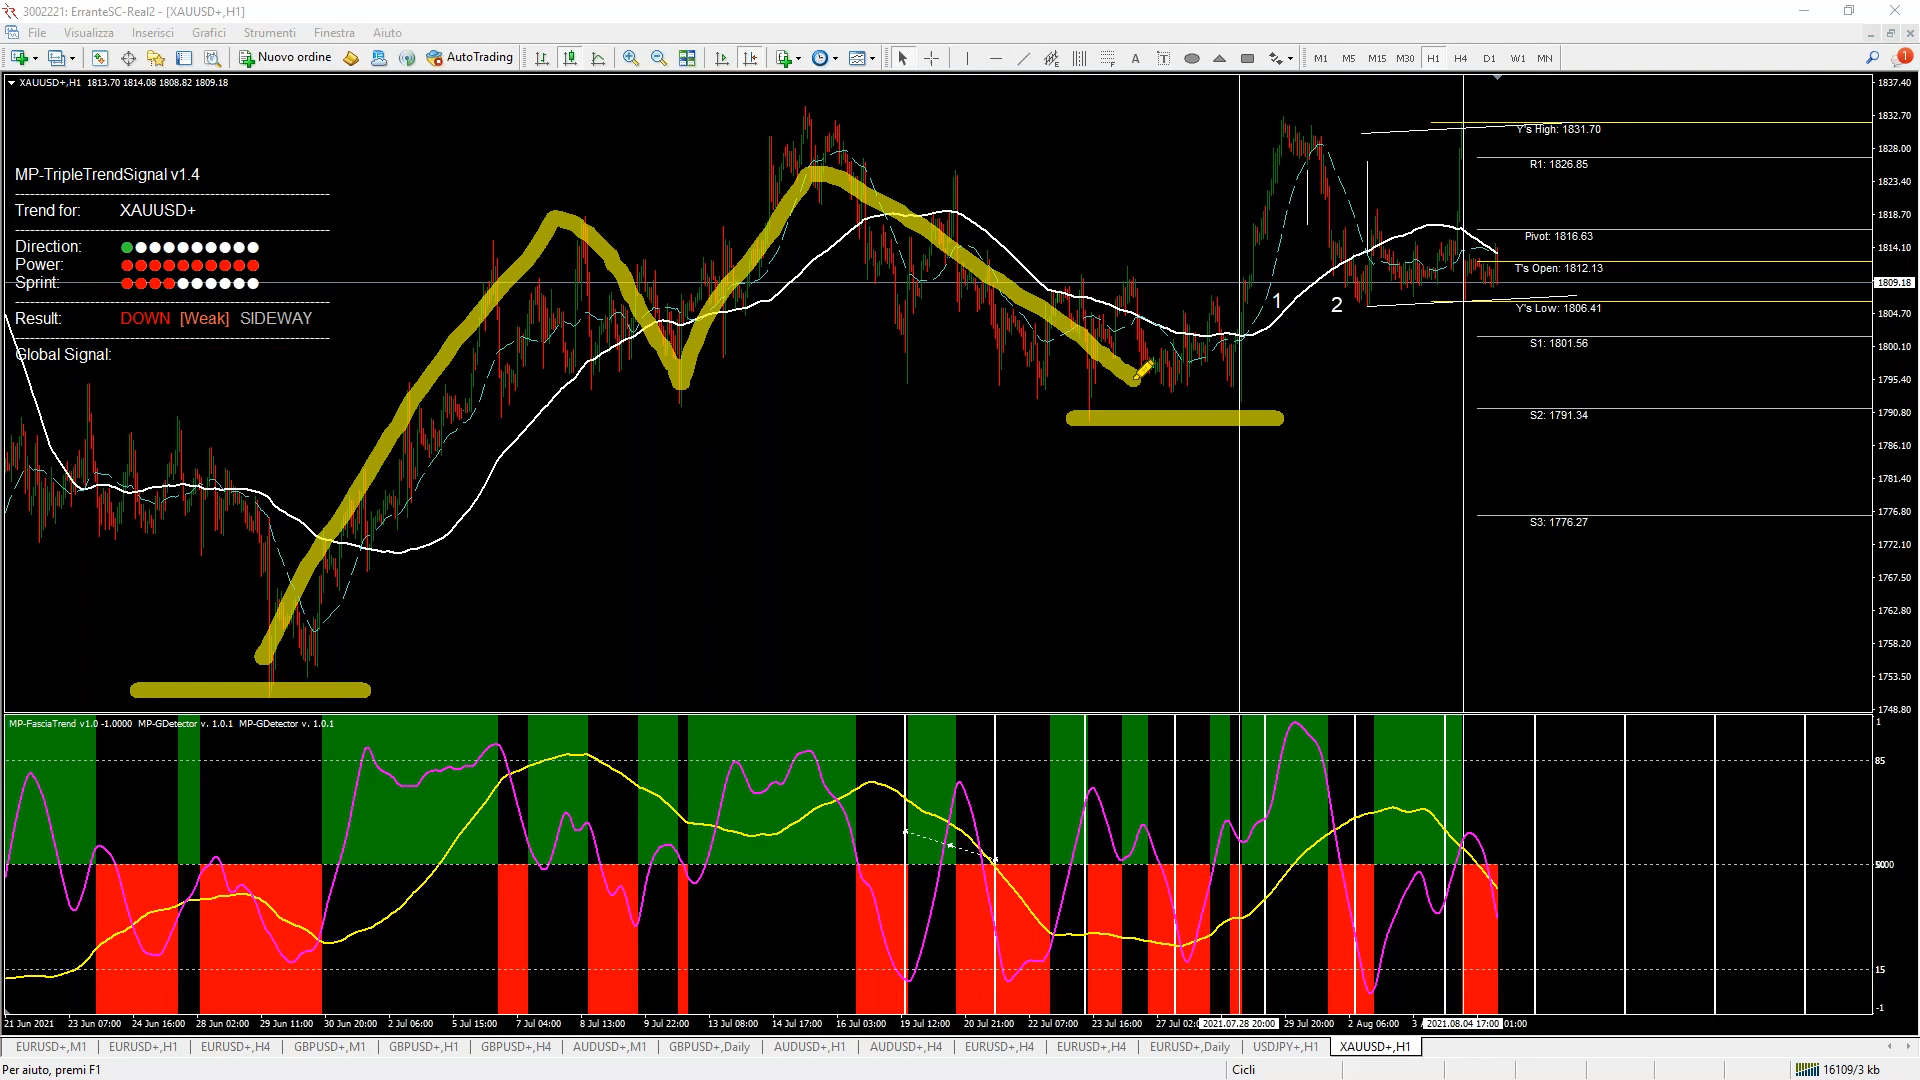 3002221: ErranteSC-Real2 - [XAUUSD+,H1]
File Visualizza Inserisci Grafici Strumenti Finestra Aiuto
Nuovo ordine AutoTrading A T M1 M5 M15 M30 H1 H4 D1 W1 MN 1
XAUUSD+,H1 1813.70 1814.08 1808.82 1809.18
1837.40
1832.70
Y's High: 1831.70
1828.00
R1: 1826.85
MP-TripleTrendSignal v1.4
1823.40
Trend for: XAUUSD+
1818.70
Pivot: 1816.63
Direction:
1814.10
Power:
T's Open: 1812.13
Sprint:
1809.18
1 2
Y's Low: 1806.41
1804.70
Result: DOWN [Weak] SIDEWAY
S1: 1801.56
1800.10
Global Signal:
1795.40
S2: 1791.34
1790.80
1786.10
1781.40
1776.80
S3: 1776.27
1772.10
1767.50
1762.80
1758.20
1753.50
1748.80
MP-FasciaTrend v1.0 -1.0000 MP-GDetector v. 1.0.1 MP-GDetector v. 1.0.1
1
85
15
-1
21 Jun 2021 23 Jun 07:00 24 Jun 16:00 28 Jun 02:00 29 Jun 11:00 30 Jun 20:00 2 Jul 06:00 5 Jul 15:00 7 Jul 04:00 8 Jul 13:00 9 Jul 22:00 13 Jul 08:00 14 Jul 17:00 16 Jul 03:00 19 Jul 12:00 20 Jul 21:00 22 Jul 07:00 23 Jul 16:00 27 Jul 02:0 2021.07.28 20:00 29 Jul 20:00 2 Aug 06:00 3 2021.08.04 17:00 01:00
EURUSD+,M1 EURUSD+,H1 EURUSD+,H4 GBPUSD+,M1 GBPUSD+,H1 GBPUSD+,H4 AUDUSD+,M1 GBPUSD+,Daily AUDUSD+,H1 AUDUSD+,H4 EURUSD+,H4 EURUSD+,H4 EURUSD+,Daily USDJPY+,H1 XAUUSD+,H1
Per aiuto, premi F1 Cicli 16109/3 kb